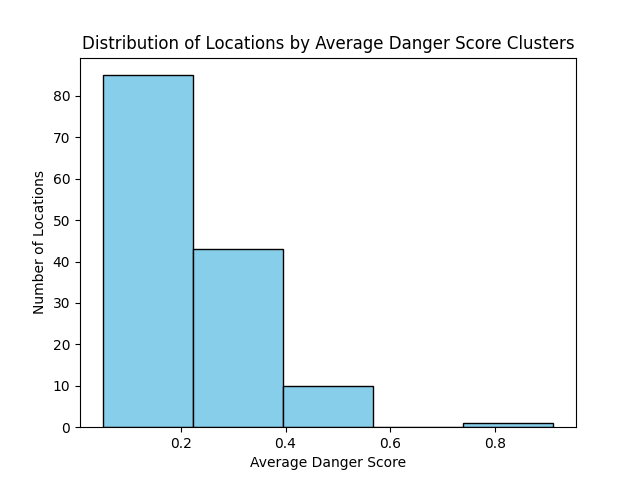 Distribution of Locations by Average Danger Score Clusters
80
70
60
50
40
30
20
10
0
Number of Locations
0.2 0.4 0.6 0.8
Average Danger Score